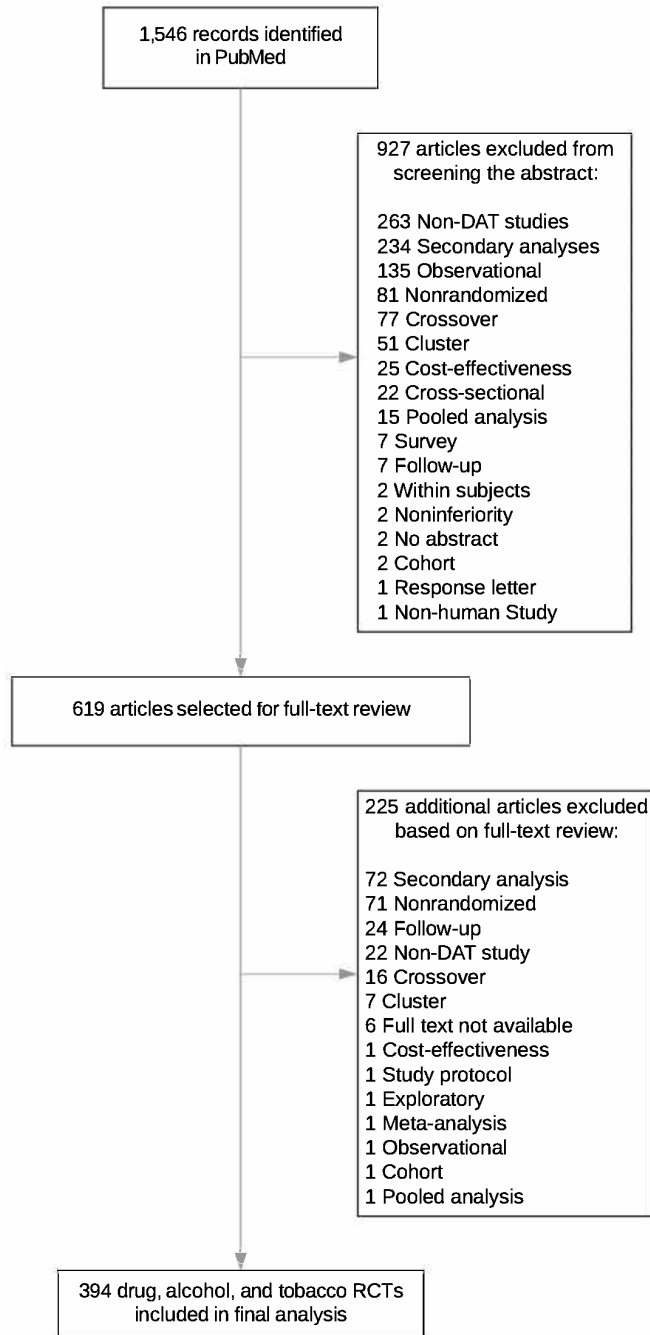 1,546 records identified
in PubMed
927 articles excluded from
screening the abstract:
263 Non-DAT studies
234 Secondary analyses
135 Observational
81 Nonrandomized
77 Crossover
51 Cluster
25 Cost-effectiveness
22 Cross-sectional
15 Pooled analysis
7 Survey
7 Follow-up
2 Within subjects
2 Noninferiority
2 No abstract
2 Cohort
1 Response letter
1 Non-human Study
619 articles selected for full-text review
225 additional articles excluded
based on full-text review:
72 Secondary analysis
71 Nonrandomized
24 Follow-up
22 Non-DAT study
16 Crossover
7 Cluster
6 Full text not available
1 Cost-effectiveness
1 Study protocol
1 Exploratory
1 Meta-analysis
1 Observational
1 Cohort
1 Pooled analysis
394 drug, alcohol, and tobacco RCTs
included in final analysis